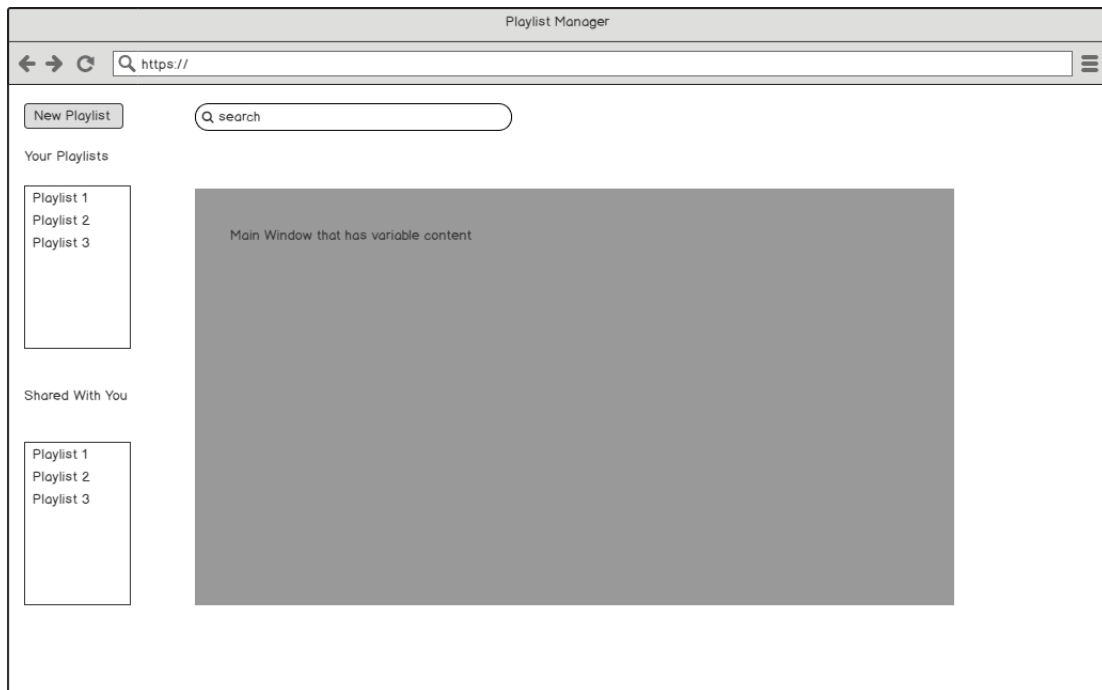 Playlist Manager
https://
New Playlist
search
Your Playlists
Playlist 1
Playlist 2
Playlist 3
Main Window that has variable content
Shared With You
Playlist 1
Playlist 2
Playlist 3